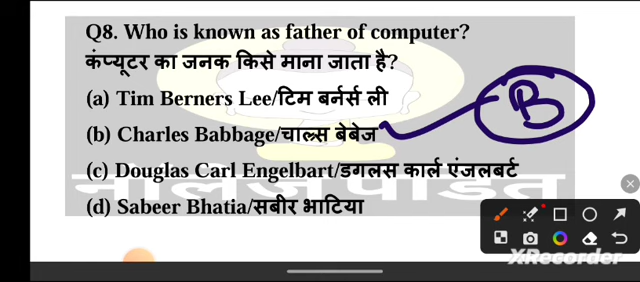 Q8. Who is known as father of computer?
कंप्यूटर का जनक किसे माना जाता है?
(a) Tim Berners Lee/टिम बर्नर्स ली
(b) Charles Babbage/चाल्स बेबेज
B
(c) Douglas Carl Engelbart/डगलस कार्ल एंजलबर्ट
नॉलिज पंडित
(d) Sabeer Bhatia/सबीर भाटिया
XRecorder